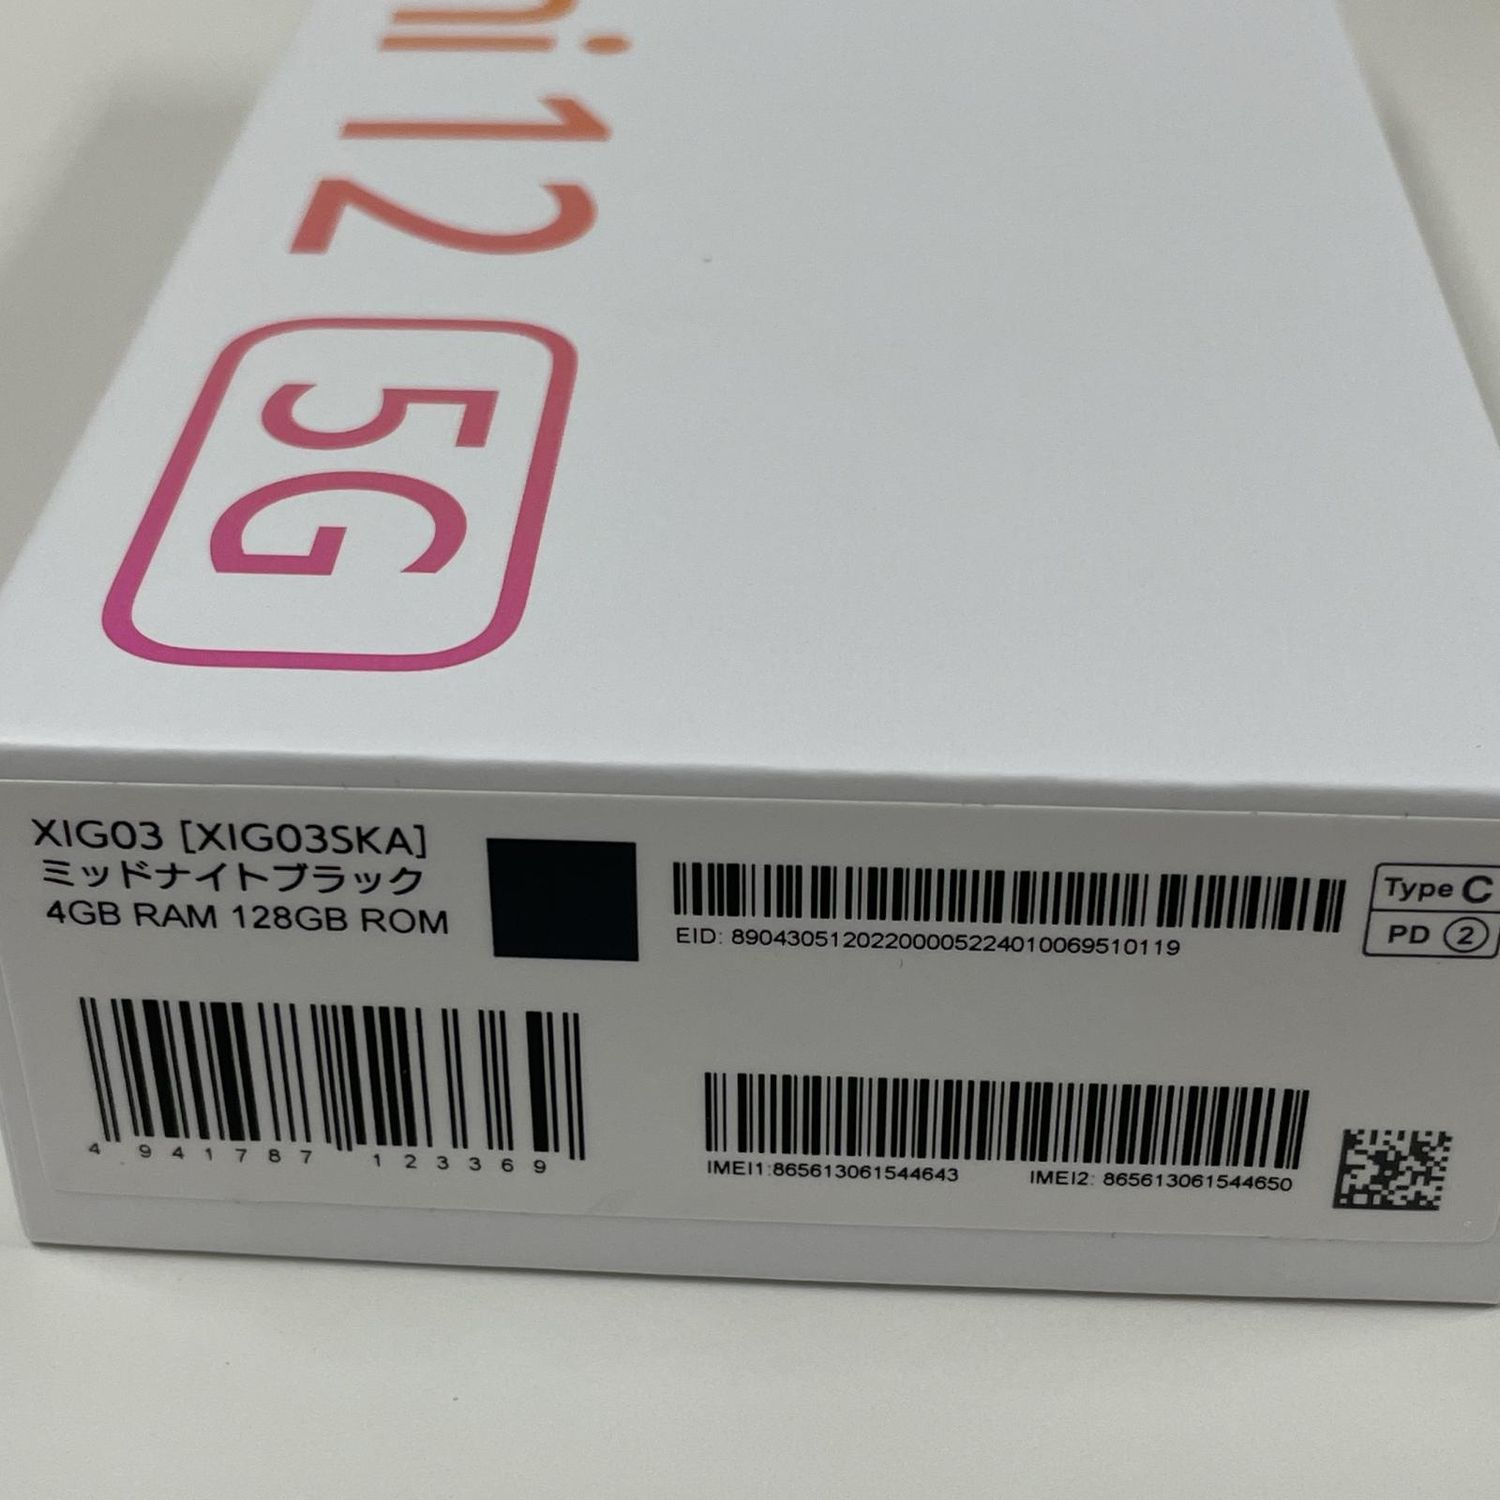 ni 12
5G
XIG03 [XIG03SKA]
ミッドナイトブラック
4GB RAM 128GB ROM
EID: 89043051202200005224010069510119
Type C
PD ②
4 941787 123369
IMEI1:865613061544643
IMEI2: 865613061544650